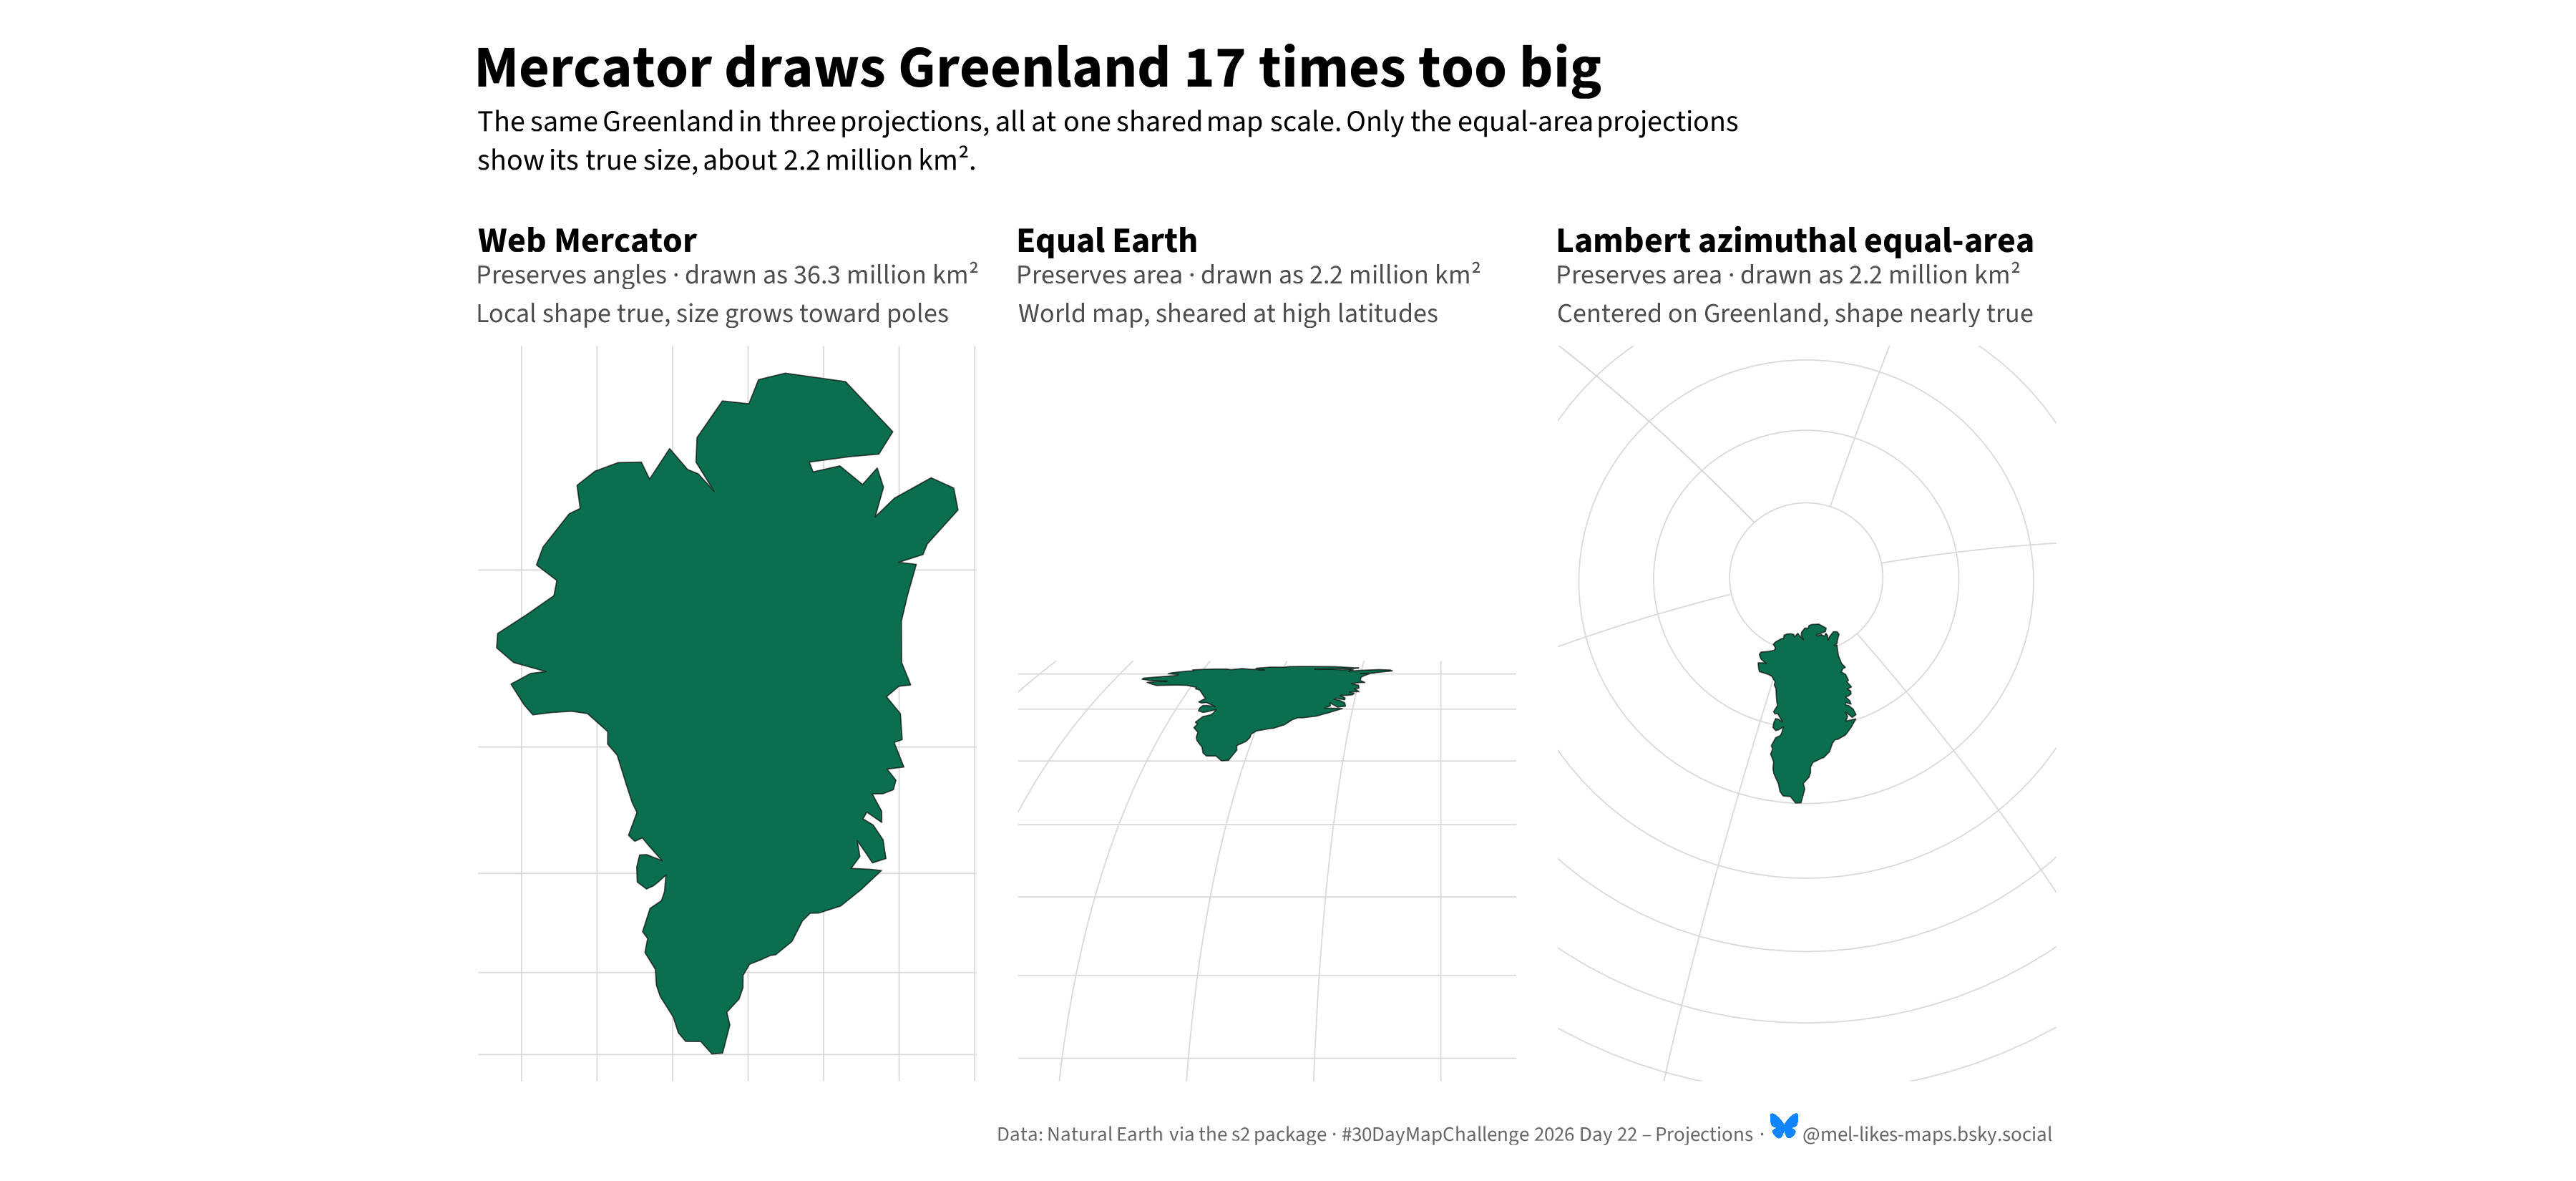 Mercator draws Greenland 17 times too big
The same Greenland in three projections, all at one shared map scale. Only the equal-area projections
show its true size, about 2.2 million km².
Web Mercator
Preserves angles · drawn as 36.3 million km²
Local shape true, size grows toward poles
Equal Earth
Preserves area · drawn as 2.2 million km²
World map, sheared at high latitudes
Lambert azimuthal equal-area
Preserves area · drawn as 2.2 million km²
Centered on Greenland, shape nearly true
Data: Natural Earth via the s2 package · #30DayMapChallenge 2026 Day 22 – Projections · @mel-likes-maps.bsky.social